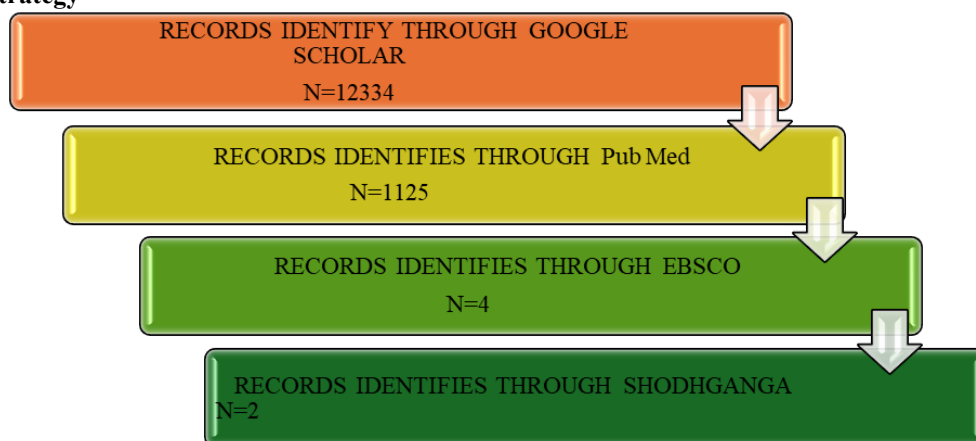 RECORDS IDENTIFY THROUGH GOOGLE
SCHOLAR
N=12334
RECORDS IDENTIFIES THROUGH Pub Med
N=1125
RECORDS IDENTIFIES THROUGH EBSCO
N=4
RECORDS IDENTIFIES THROUGH SHODHGANGA
N=2